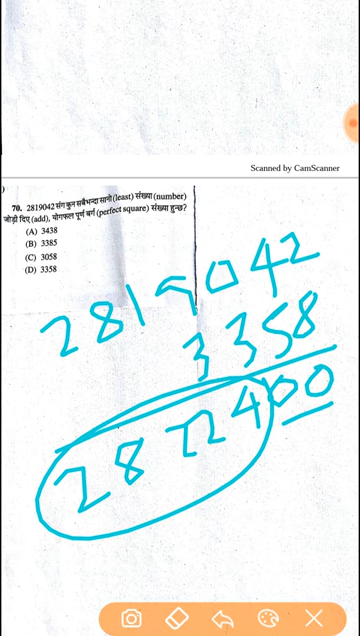 Scanned by CamScanner
)
70. 2819042 संग कुन सबैभन्दा सानो (least) संख्या (number)
जोडी दिए (add), योगफल पूर्ण बर्ग (perfect square) संख्या हुन्छ?
(A) 3438
(B) 3385
(C) 3058
(D) 3358
2819042
3358
2822400